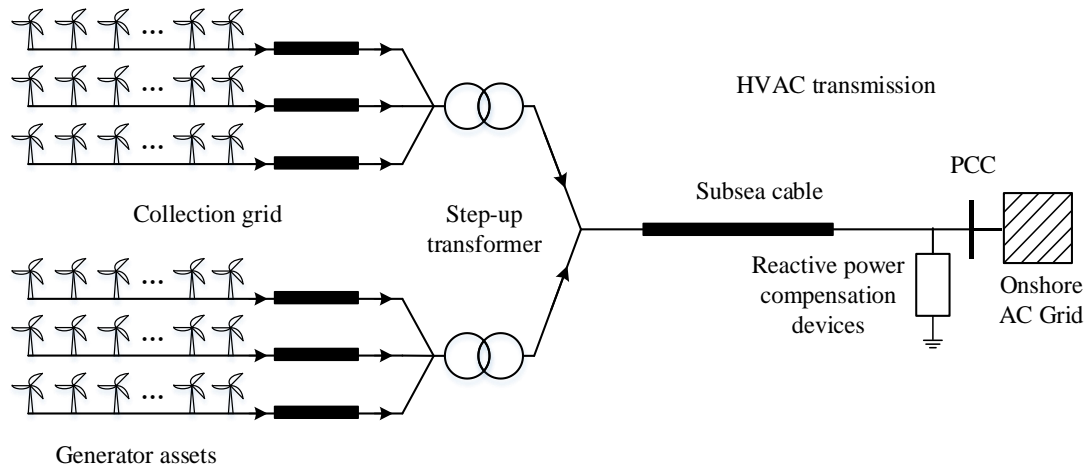 HVAC transmission
PCC
Collection grid
Step-up
transformer
Subsea cable
Reactive power
compensation
devices
Onshore
AC Grid
Generator assets